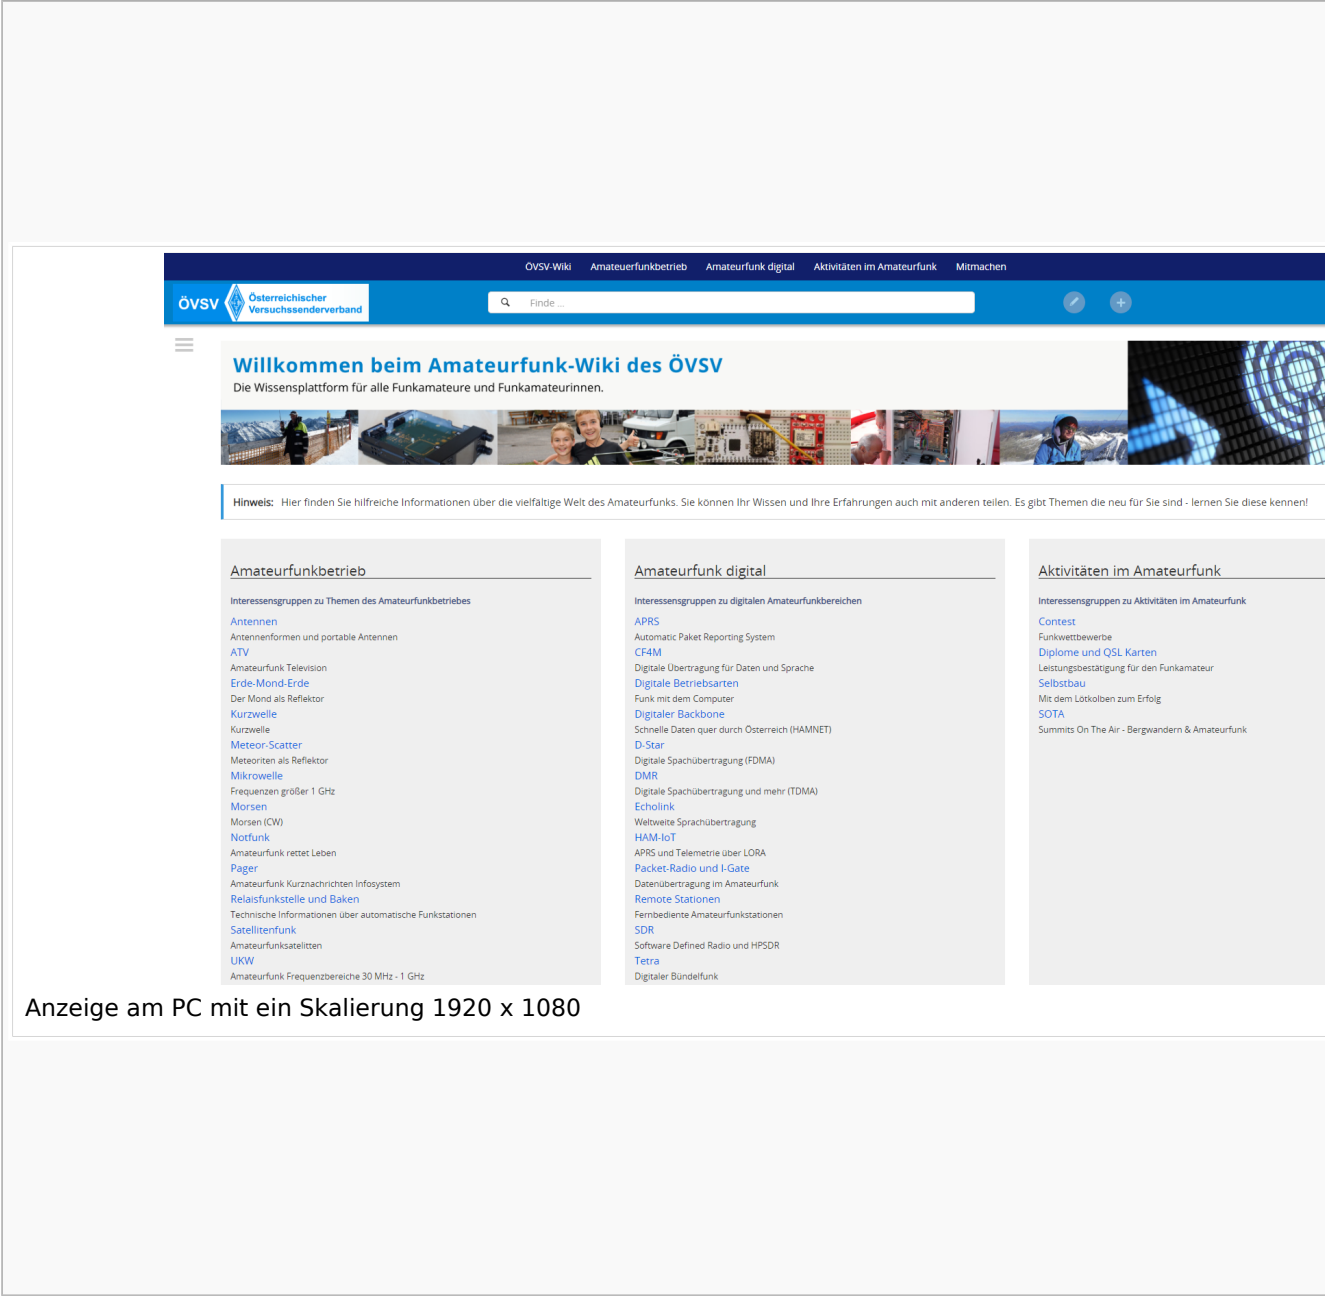 ÖVSV-Wiki Amateuerfunkbetrieb Amateurfunk digital Aktivitäten im Amateurfunk Mitmachen
ÖVSV Österreichischer
Versuchssenderverband
Finde ...
Willkommen beim Amateurfunk-Wiki des ÖVSV
Die Wissensplattform für alle Funkamateure und Funkamateurinnen.
Hinweis: Hier finden Sie hilfreiche Informationen über die vielfältige Welt des Amateurfunks. Sie können Ihr Wissen und Ihre Erfahrungen auch mit anderen teilen. Es gibt Themen die neu für Sie sind - lernen Sie diese kennen!
Amateurfunkbetrieb
Interessensgruppen zu Themen des Amateurfunkbetriebes
Antennen
Antennenformen und portable Antennen
ATV
Amateurfunk Television
Erde-Mond-Erde
Der Mond als Reflektor
Kurzwelle
Kurzwelle
Meteor-Scatter
Meteoriten als Reflektor
Mikrowelle
Frequenzen größer 1 GHz
Morsen
Morsen (CW)
Notfunk
Amateurfunk rettet Leben
Pager
Amateurfunk Kurznachrichten Infosystem
Relaisfunkstelle und Baken
Technische Informationen über automatische Funkstationen
Satellitenfunk
Amateurfunksatelitten
UKW
Amateurfunk Frequenzbereiche 30 MHz - 1 GHz
Amateurfunk digital
Interessensgruppen zu digitalen Amateurfunkbereichen
APRS
Automatic Paket Reporting System
CF4M
Digitale Übertragung für Daten und Sprache
Digitale Betriebsarten
Funk mit dem Computer
Digitaler Backbone
Schnelle Daten quer durch Österreich (HAMNET)
D-Star
Digitale Spachübertragung (FDMA)
DMR
Digitale Spachübertragung und mehr (TDMA)
Echolink
Weltweite Sprachübertragung
HAM-IoT
APRS und Telemetrie über LORA
Packet-Radio und I-Gate
Datenübertragung im Amateurfunk
Remote Stationen
Fernbediente Amateurfunkstationen
SDR
Software Defined Radio und HPSDR
Tetra
Digitaler Bündelfunk
Aktivitäten im Amateurfunk
Interessensgruppen zu Aktivitäten im Amateurfunk
Contest
Funkwettbewerbe
Diplome und QSL Karten
Leistungsbestätigung für den Funkamateur
Selbstbau
Mit dem Lötkolben zum Erfolg
SOTA
Summits On The Air - Bergwandern & Amateurfunk
Anzeige am PC mit ein Skalierung 1920 x 1080